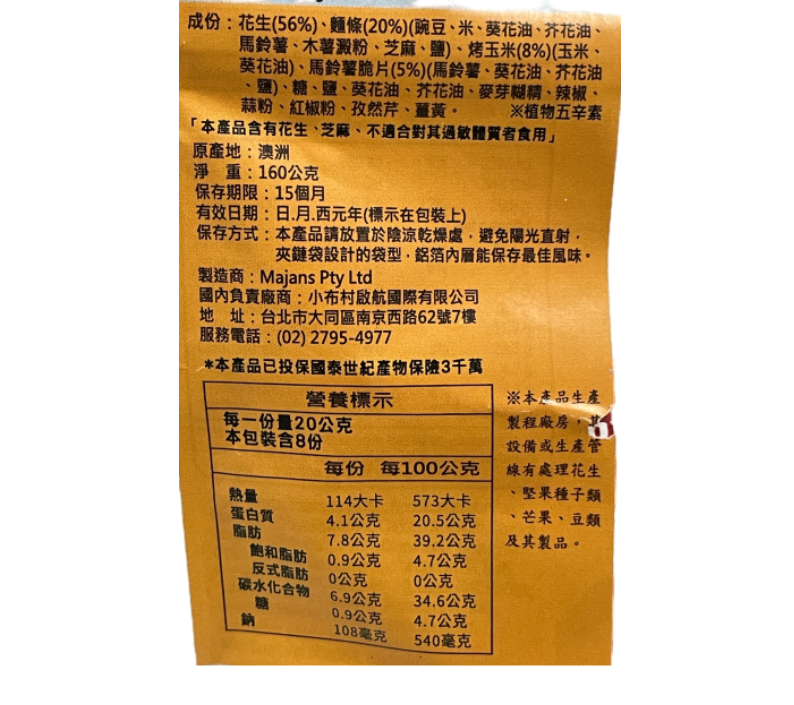 成份：花生(56%)、麵條(20%)(豌豆、米、葵花油、芥花油、
馬鈴薯、木薯澱粉、芝麻、鹽)、烤玉米(8%)(玉米、
葵花油)、馬鈴薯脆片(5%)(馬鈴薯、葵花油、芥花油
、鹽)、糖、鹽、葵花油、芥花油、麥芽糊精、辣椒、
蒜粉、紅椒粉、孜然芹、薑黃。 ※植物五辛素
「本產品含有花生、芝麻、不適合對其過敏體質者食用」
原產地：澳洲
淨 重：160公克
保存期限：15個月
有效日期：日.月.西元年(標示在包裝上)
保存方式：本產品請放置於陰涼乾燥處，避免陽光直射，
夾鏈袋設計的袋型，鋁箔內層能保存最佳風味。
製造商：Majans Pty Ltd
國內負責廠商：小布村啟航國際有限公司
地 址：台北市大同區南京西路62號7樓
服務電話：(02) 2795-4977
*本產品已投保國泰世紀產物保險3千萬
營養標示
每一份量20公克
本包裝含8份
每份 每100公克
熱量 114大卡 573大卡
蛋白質 4.1公克 20.5公克
脂肪 7.8公克 39.2公克
飽和脂肪 0.9公克 4.7公克
反式脂肪 0公克 0公克
碳水化合物 6.9公克 34.6公克
糖 0.9公克 4.7公克
鈉 108毫克 540毫克
※本產品生產
製程廠房，其
設備或生產管
線有處理花生
、堅果種子類
、芒果、豆類
及其製品。